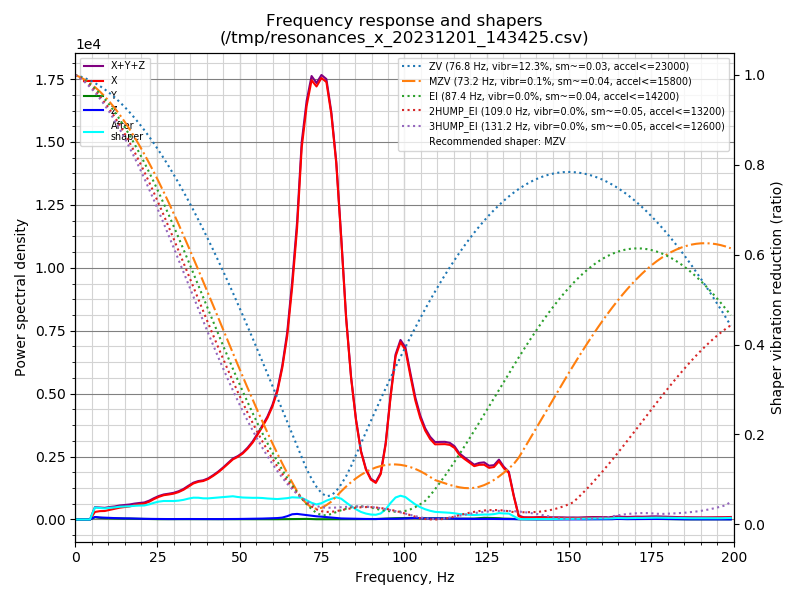 Frequency response and shapers
(/tmp/resonances_x_20231201_143425.csv)
1e4
X+Y+Z
X
Y
Z
After
shaper
ZV (76.8 Hz, vibr=12.3%, sm~=0.03, accel<=23000)
MZV (73.2 Hz, vibr=0.1%, sm~=0.04, accel<=15800)
EI (87.4 Hz, vibr=0.0%, sm~=0.04, accel<=14200)
2HUMP_EI (109.0 Hz, vibr=0.0%, sm~=0.05, accel<=13200)
3HUMP_EI (131.2 Hz, vibr=0.0%, sm~=0.05, accel<=12600)
Recommended shaper: MZV
1.75
1.50
1.25
1.00
0.75
0.50
0.25
0.00
Power spectral density
1.0
0.8
0.6
0.4
0.2
0.0
Shaper vibration reduction (ratio)
0 25 50 75 100 125 150 175 200
Frequency, Hz